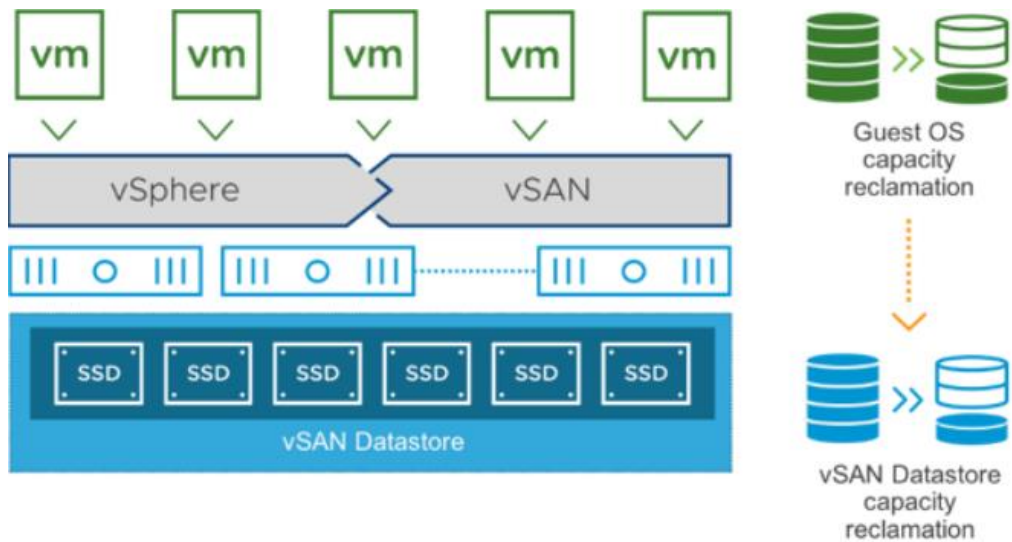 vm vm vm vm vm
vSphere vSAN
SSD SSD SSD SSD SSD SSD
vSAN Datastore
Guest OS
capacity
reclamation
vSAN Datastore
capacity
reclamation